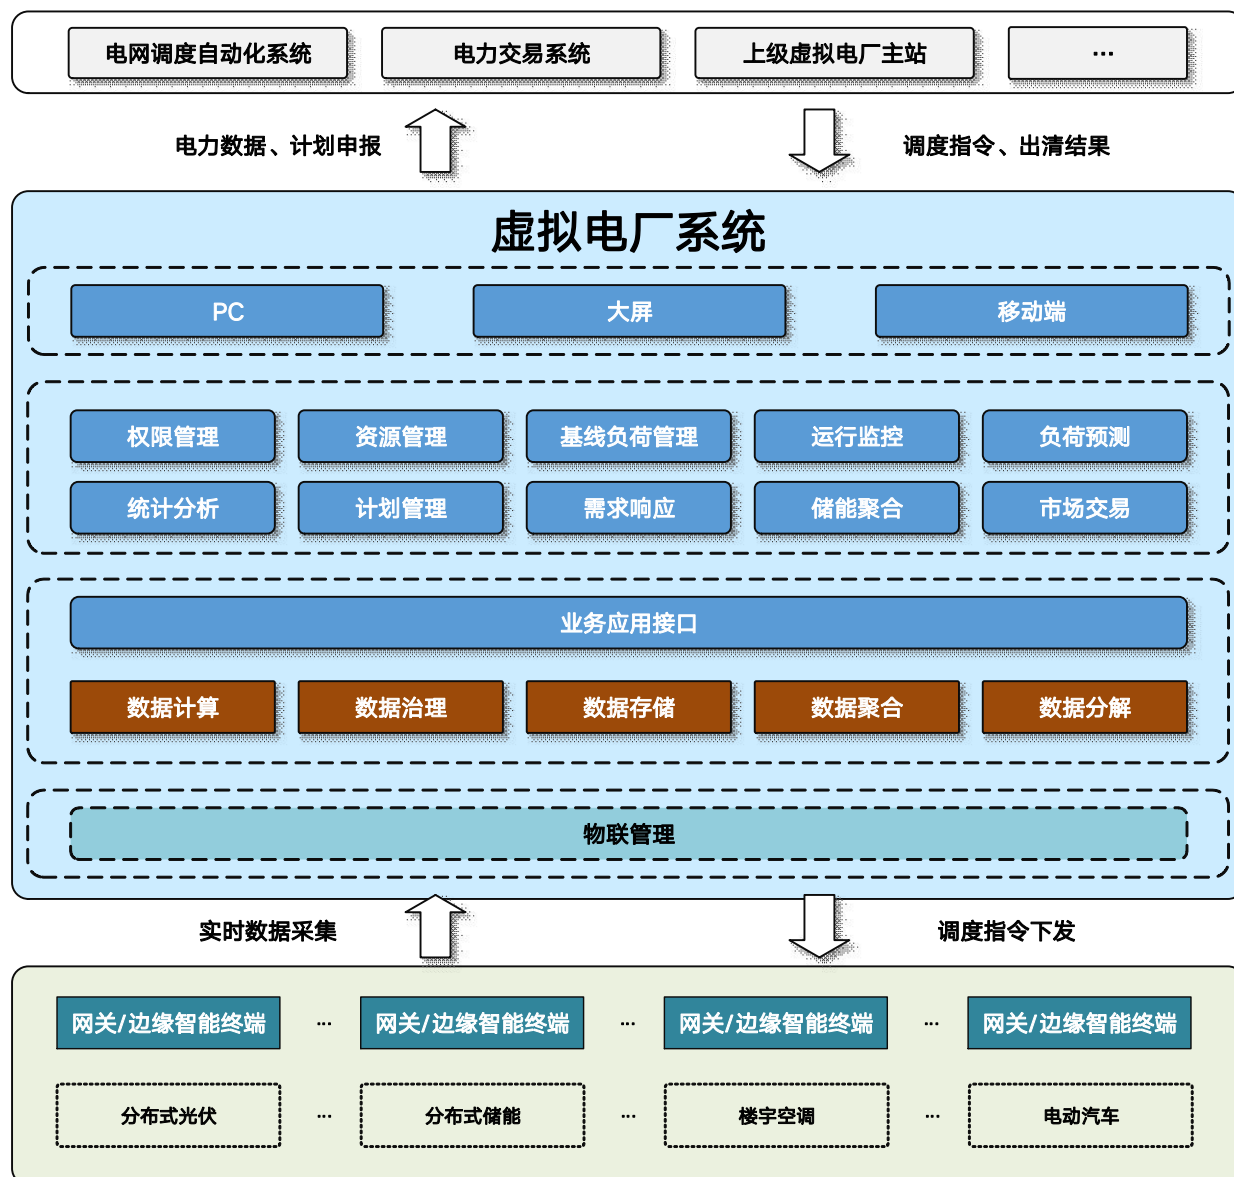 电网调度自动化系统 电力交易系统 上级虚拟电厂主站 ...
电力数据、计划申报 调度指令、出清结果
虚拟电厂系统
PC 大屏 移动端
权限管理 资源管理 基线负荷管理 运行监控 负荷预测
统计分析 计划管理 需求响应 储能聚合 市场交易
业务应用接口
数据计算 数据治理 数据存储 数据聚合 数据分解
物联管理
实时数据采集 调度指令下发
网关/边缘智能终端 ... 网关/边缘智能终端 ... 网关/边缘智能终端 ... 网关/边缘智能终端
分布式光伏 ... 分布式储能 ... 楼宇空调 ... 电动汽车